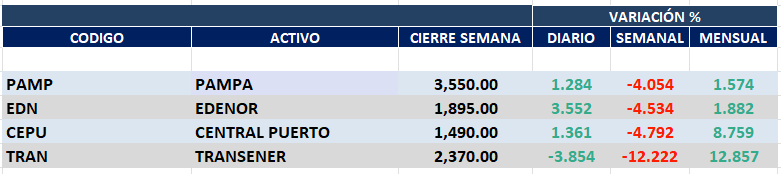 VARIACIÓN %
CODIGO ACTIVO CIERRE SEMANA DIARIO SEMANAL MENSUAL
PAMP PAMPA 3,550.00 1.284 -4.054 1.574
EDN EDENOR 1,895.00 3.552 -4.534 1.882
CEPU CENTRAL PUERTO 1,490.00 1.361 -4.792 8.759
TRAN TRANSENER 2,370.00 -3.854 -12.222 12.857